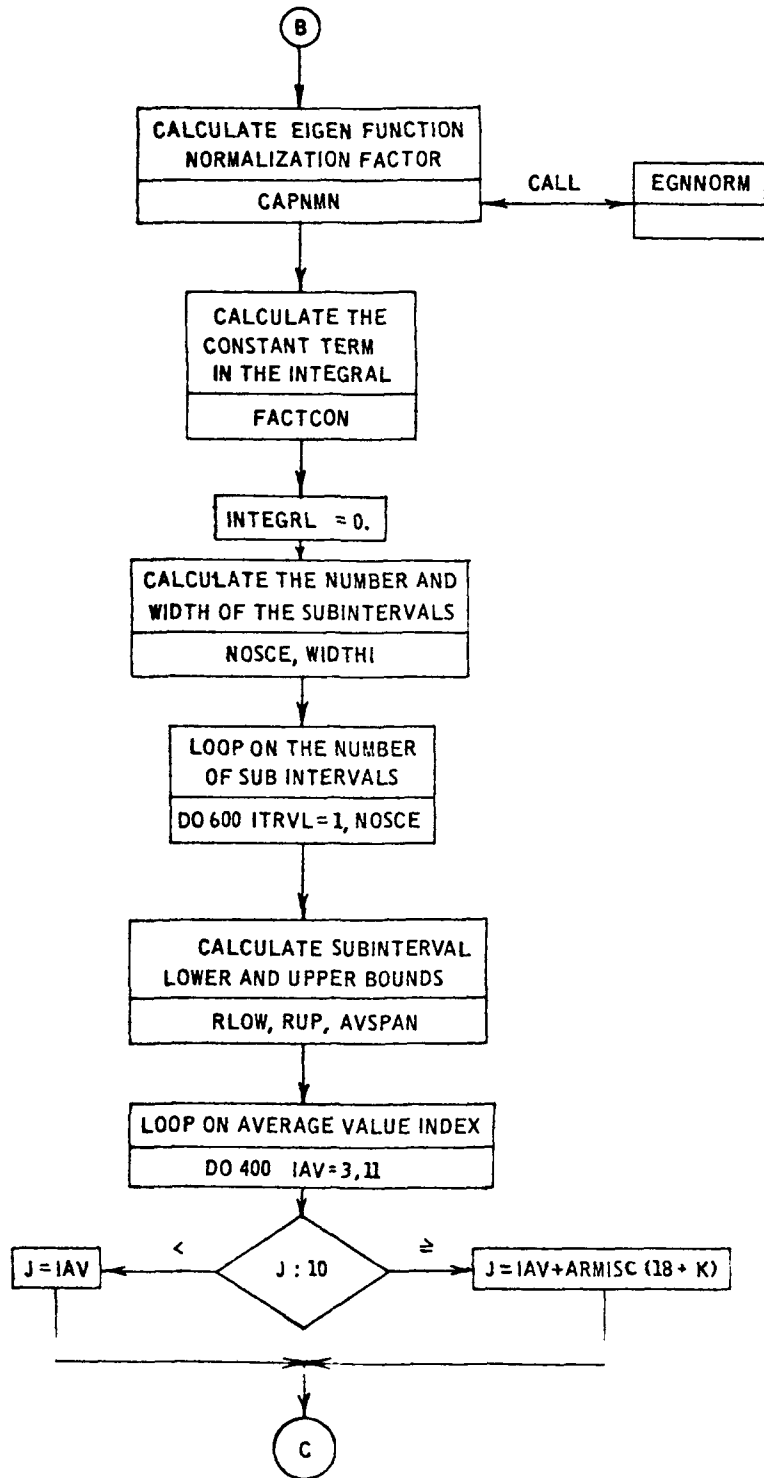 B
CALCULATE EIGEN FUNCTION
NORMALIZATION FACTOR
CAPNMN
CALL
EGNNORM
CALCULATE THE
CONSTANT TERM
IN THE INTEGRAL
FACTCON
INTEGRL = 0.
CALCULATE THE NUMBER AND
WIDTH OF THE SUBINTERVALS
NOSCE, WIDTHI
LOOP ON THE NUMBER
OF SUB INTERVALS
DO 600 ITRVL = 1, NOSCE
CALCULATE SUBINTERVAL
LOWER AND UPPER BOUNDS
RLOW, RUP, AVSPAN
LOOP ON AVERAGE VALUE INDEX
DO 400 IAV = 3, 11
<
≥
J = IAV
J : 10
J = IAV + ARMISC (18 + K)
C